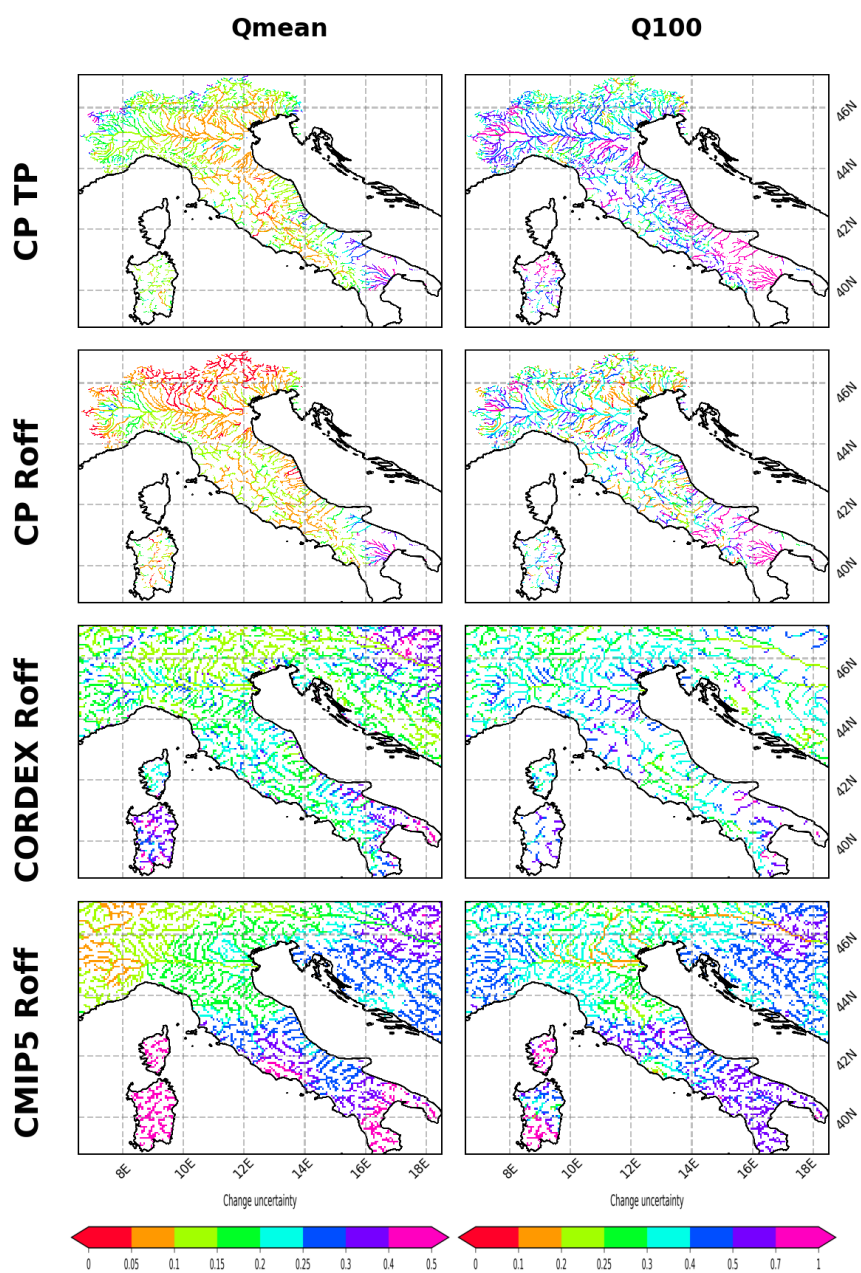 Qmean Q100
CP TP
46N
44N
42N
40N
CP Roff
46N
44N
42N
40N
CORDEX Roff
46N
44N
42N
40N
CMIP5 Roff
46N
44N
42N
40N
8E 10E 12E 14E 16E 18E 8E 10E 12E 14E 16E 18E
Change uncertainty Change uncertainty
0 0.05 0.1 0.15 0.2 0.25 0.3 0.4 0.5 0 0.1 0.2 0.25 0.3 0.4 0.5 0.7 1